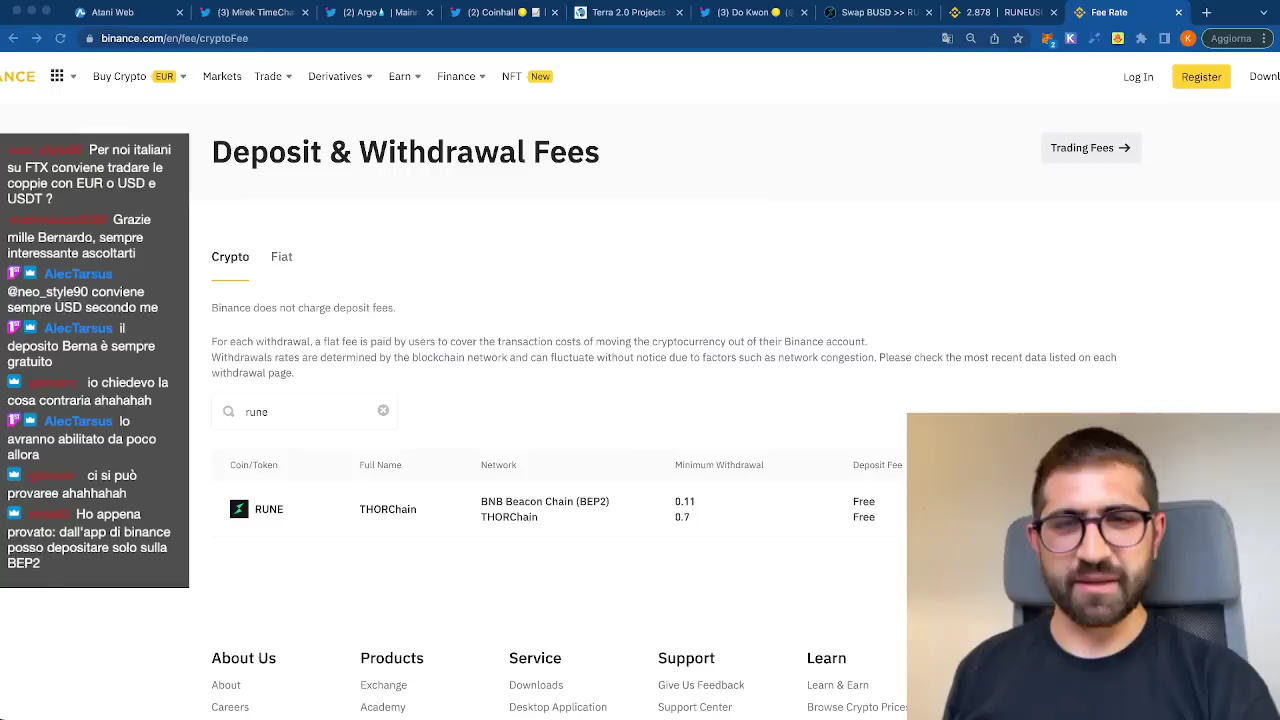 Atani Web
(2) Mirek TimeCha
(2) Argo💧 | Mainn
(2) Coinhall🟡 📈
Terra 2.0 Projects
(2) Do Kwon 🟡 (
Swap BUSD >> RU
2.878 | RUNEUS
Fee Rate
binance.com/en/fee/cryptoFee
2
K
Aggiorna
NCE
Buy Crypto EUR
Markets
Trade
Derivatives
Earn
Finance
NFT New
Log In
Register
Downl
Deposit & Withdrawal Fees
Trading Fees →
Per noi italiani
su FTX conviene tradare le
coppie con EUR o USD e
USDT ?
Grazie
mille Bernardo, sempre
interessante ascoltarti
AlecTarsus
@neo_style90 conviene
sempre USD secondo me
AlecTarsus il
deposito Berna è sempre
gratuito
io chiedevo la
cosa contraria ahahahah
AlecTarsus lo
avranno abilitato da poco
allora
ci si può
provaree ahahhahah
Ho appena
provato: dall'app di binance
posso depositare solo sulla
BEP2
Crypto
Fiat
Binance does not charge deposit fees.
For each withdrawal, a flat fee is paid by users to cover the transaction costs of moving the cryptocurrency out of their Binance account.
Withdrawals rates are determined by the blockchain network and can fluctuate without notice due to factors such as network congestion. Please check the most recent data listed on each
withdrawal page.
rune
Coin/Token Full Name Network Minimum Withdrawal Deposit Fee
RUNE THORChain
BNB Beacon Chain (BEP2) 0.11 Free
THORChain 0.7 Free
About Us Products Service Support Learn
About Exchange Downloads Give Us Feedback Learn & Earn
Careers Academy Desktop Application Support Center Browse Crypto Prices